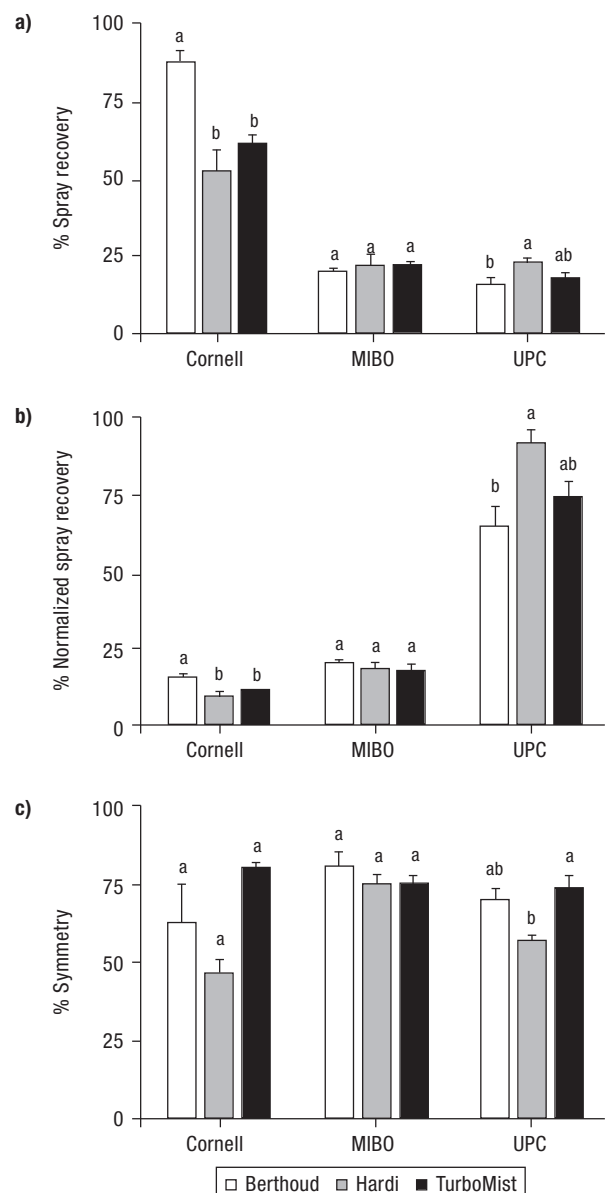 a)
% Spray recovery
100
75
50
25
0
a
b
b
a
a
a
b
a
ab
Cornell MIBO UPC
b)
% Normalized spray recovery
100
75
50
25
0
a
b
b
a
a
a
b
a
ab
Cornell MIBO UPC
c)
% Symmetry
100
75
50
25
0
a
a
a
a
a
a
ab
b
a
Cornell MIBO UPC
Berthoud Hardi TurboMist